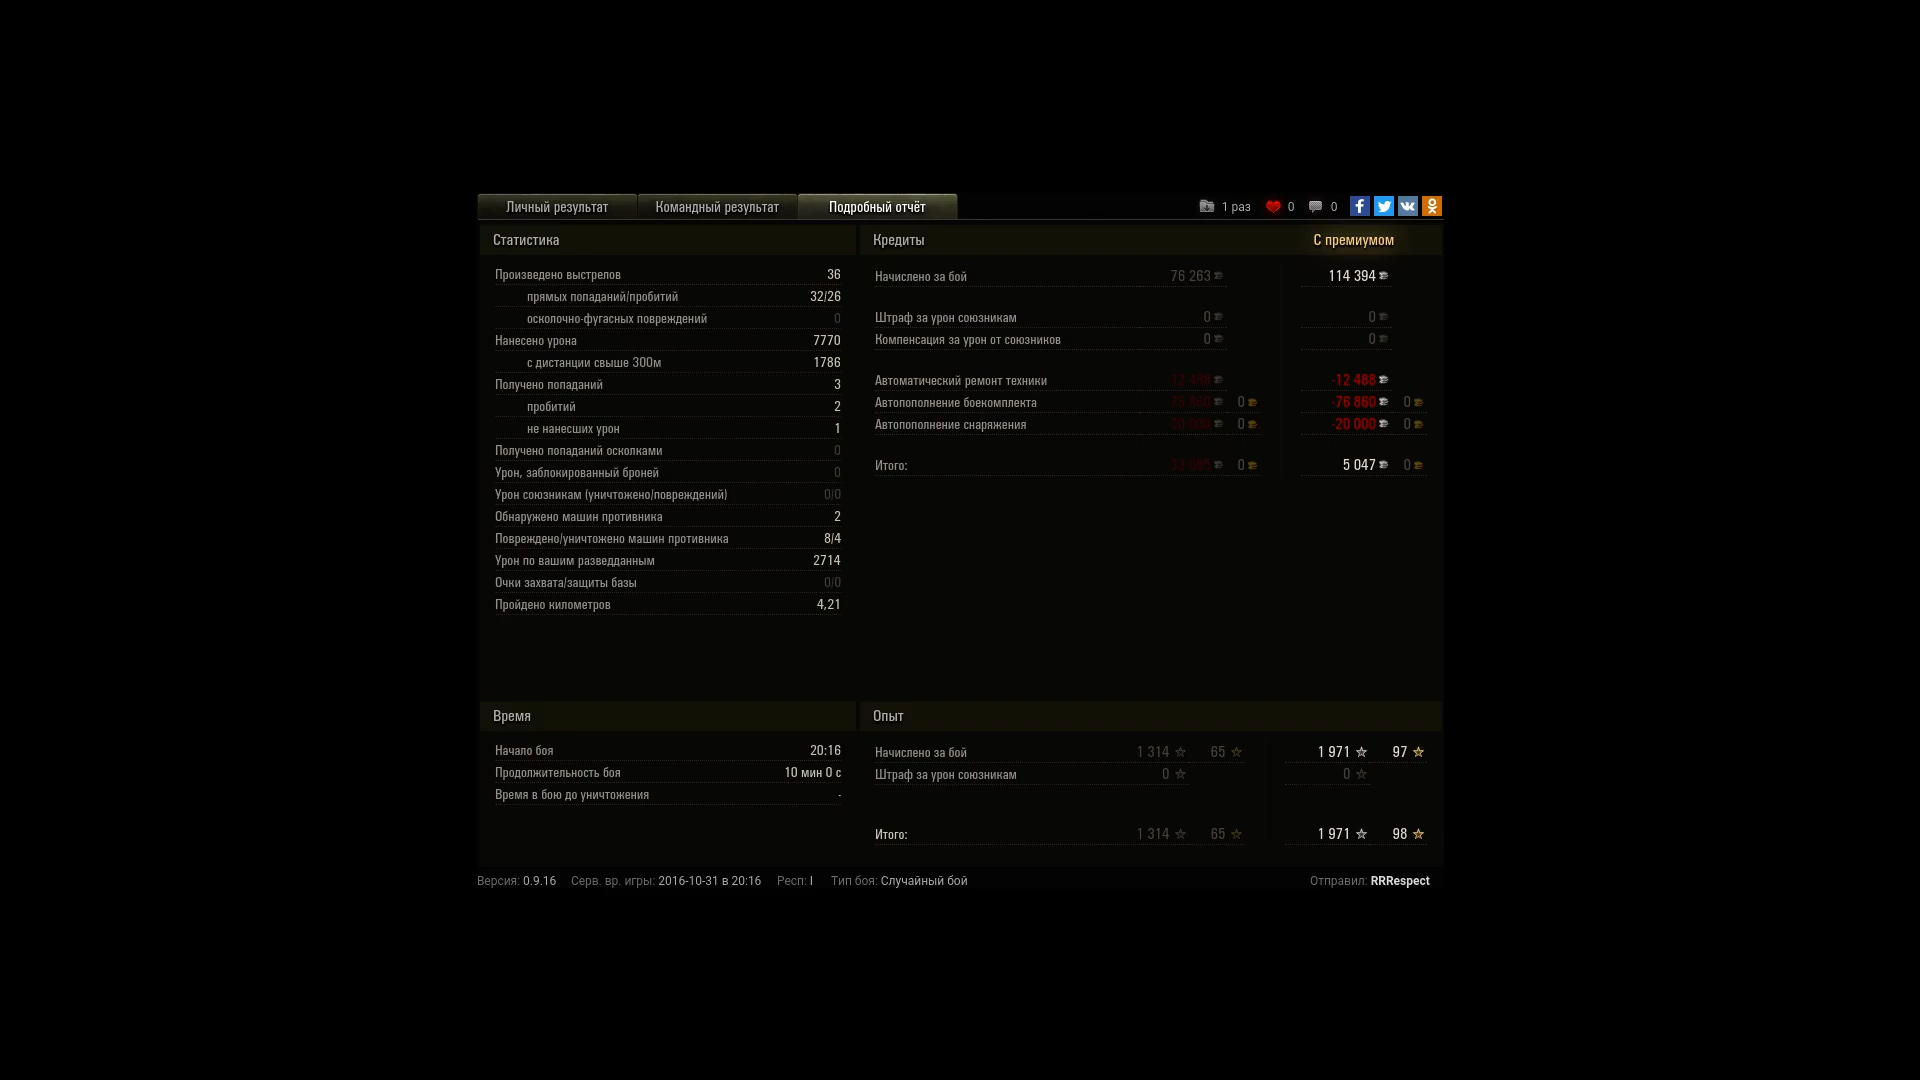 Личный результат Командный результат Подробный отчёт 1 раз 0 0
Статистика
Произведено выстрелов 36
прямых попаданий/пробитий 32/26
осколочно-фугасных повреждений 0
Нанесено урона 7770
с дистанции свыше 300м 1786
Получено попаданий 3
пробитий 2
не нанесших урон 1
Получено попаданий осколками 0
Урон, заблокированный броней 0
Урон союзникам (уничтожено/повреждений) 0/0
Обнаружено машин противника 2
Повреждено/уничтожено машин противника 8/4
Урон по вашим разведданным 2714
Очки захвата/защиты базы 0/0
Пройдено километров 4,21
Кредиты С премиумом
Начислено за бой 76 263 114 394
Штраф за урон союзникам 0 0
Компенсация за урон от союзников 0 0
Автоматический ремонт техники -12 488
Автопополнение боекомплекта 0 -76 860 0
Автопополнение снаряжения 0 -20 000 0
Итого: 0 5 047 0
Время
Начало боя 20:16
Продолжительность боя 10 мин 0 с
Время в бою до уничтожения -
Опыт
Начислено за бой 1 314 65 1 971 97
Штраф за урон союзникам 0 0
Итого: 1 314 65 1 971 98
Версия: 0.9.16 Серв. вр. игры: 2016-10-31 в 20:16 Респ: I Тип боя: Случайный бой Отправил: RRRespect